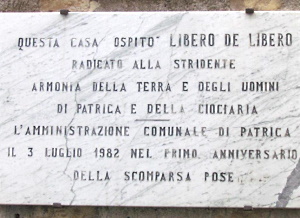 QUESTA CASA OSPITO' LIBERO DE LIBERO
RADICATO ALLA STRIDENTE
ARMONIA DELLA TERRA E DEGLI UOMINI
DI PATRICA E DELLA CIOCIARIA
L'AMMINISTRAZIONE COMUNALE DI PATRICA
IL 3 LUGLIO 1982 NEL PRIMO ANNIVERSARIO
DELLA SCOMPARSA POSE